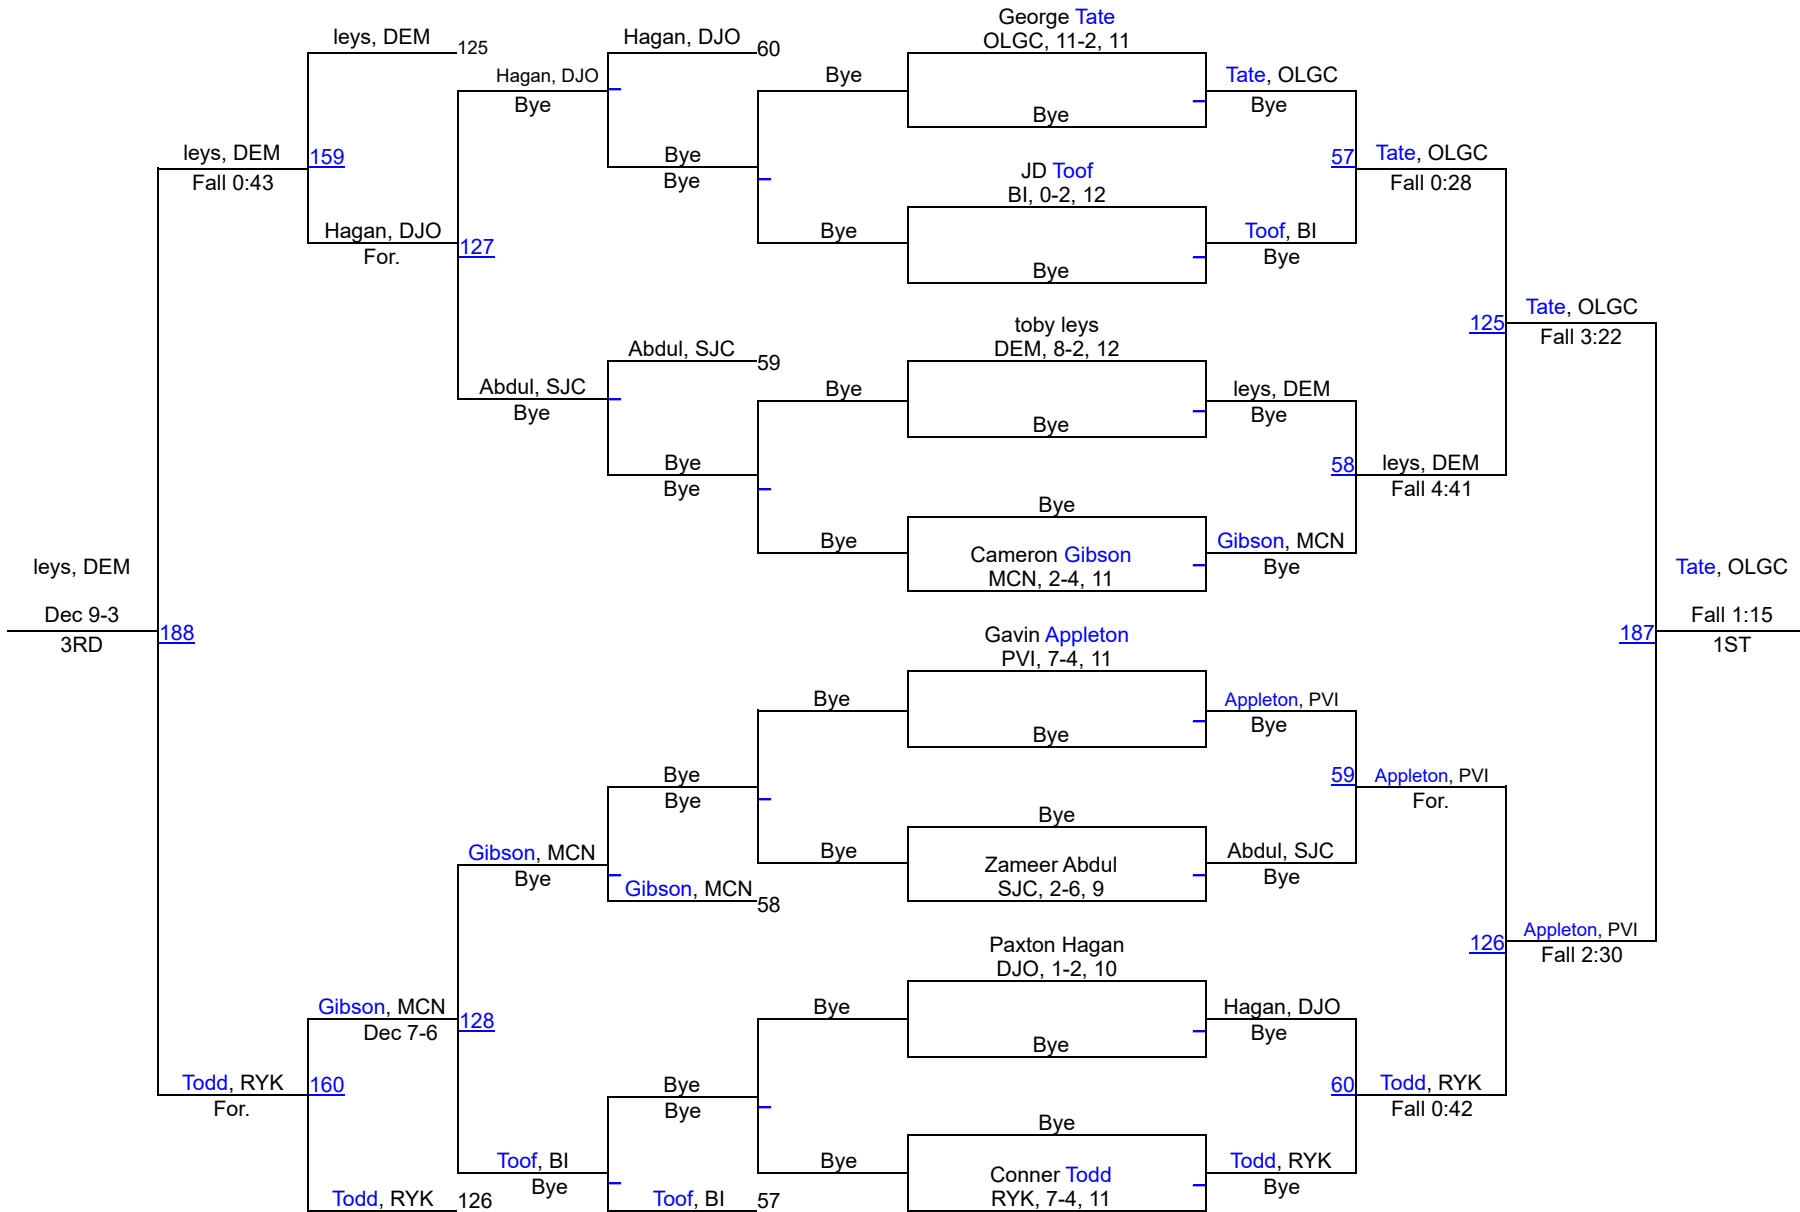 George Tate
OLGC, 11-2, 11
leys, DEM
125
Hagan, DJO
60
Hagan, DJO
Bye
Bye
Bye
Tate, OLGC
Bye
leys, DEM
Fall 0:43
159
Bye
Bye
57
Tate, OLGC
Fall 0:28
JD Toof
BI, 0-2, 12
Hagan, DJO
For.
127
Bye
Bye
Toof, BI
Bye
125
Tate, OLGC
Fall 3:22
toby leys
DEM, 8-2, 12
Abdul, SJC
59
Abdul, SJC
Bye
Bye
Bye
leys, DEM
Bye
Bye
Bye
58
leys, DEM
Fall 4:41
Bye
Bye
Cameron Gibson
MCN, 2-4, 11
Gibson, MCN
Bye
leys, DEM
Dec 9-3
3RD
188
Tate, OLGC
187
Fall 1:15
1ST
Gavin Appleton
PVI, 7-4, 11
Bye
Bye
Appleton, PVI
Bye
Bye
Bye
59
Appleton, PVI
For.
Bye
Bye
Zameer Abdul
SJC, 2-6, 9
Abdul, SJC
Bye
Gibson, MCN
Bye
Gibson, MCN
58
126
Appleton, PVI
Fall 2:30
Paxton Hagan
DJO, 1-2, 10
Gibson, MCN
Dec 7-6
128
Bye
Bye
Hagan, DJO
Bye
Todd, RYK
For.
160
Bye
Bye
60
Todd, RYK
Fall 0:42
Bye
Toof, BI
Bye
Bye
Conner Todd
RYK, 7-4, 11
Todd, RYK
Bye
Todd, RYK
126
Toof, BI
57